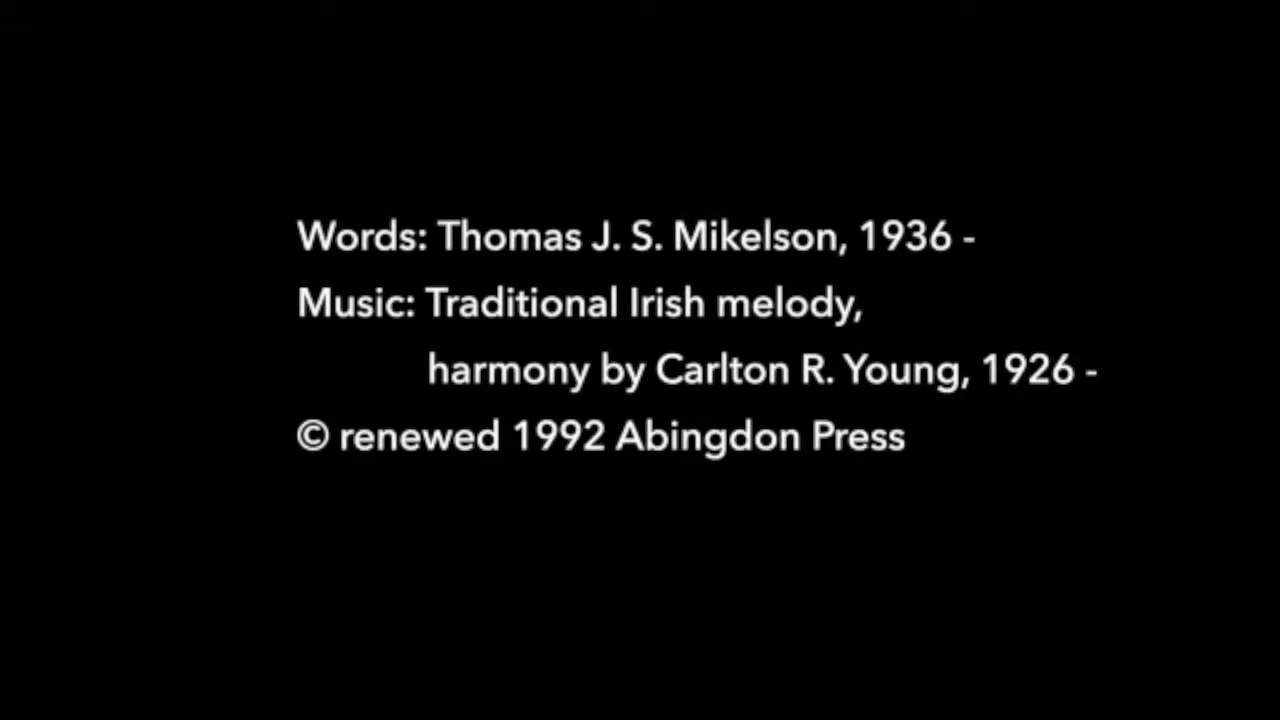 Words: Thomas J. S. Mikelson, 1936 -
Music: Traditional Irish melody,
harmony by Carlton R. Young, 1926 -
© renewed 1992 Abingdon Press